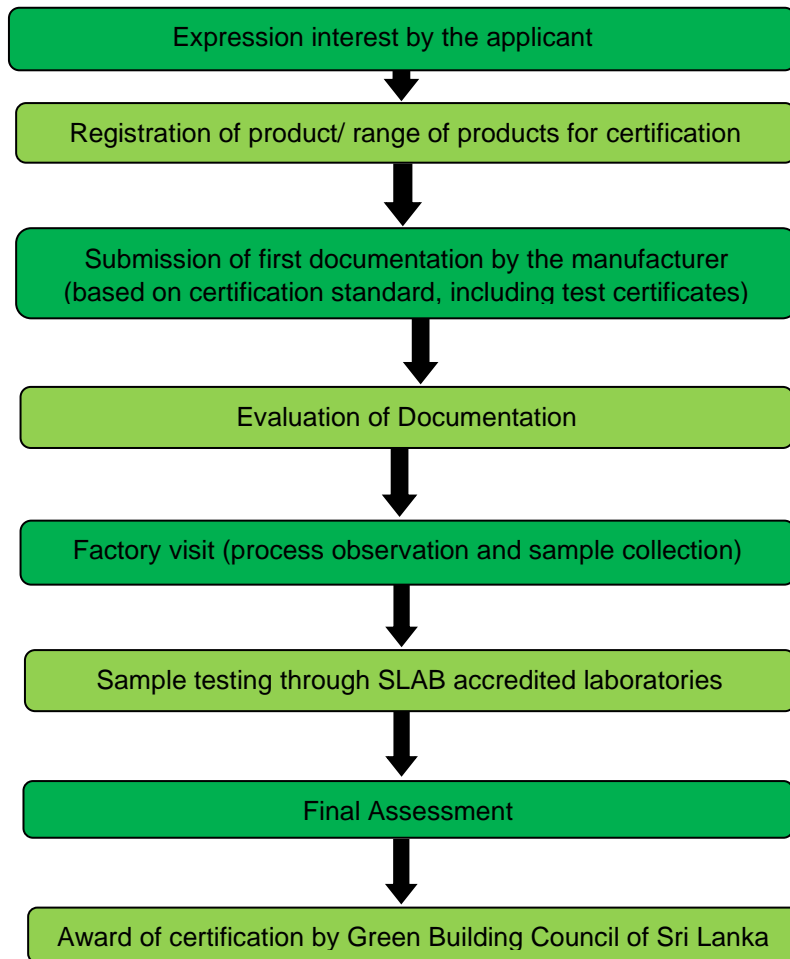 Expression interest by the applicant
Registration of product/ range of products for certification
Submission of first documentation by the manufacturer
(based on certification standard, including test certificates)
Evaluation of Documentation
Factory visit (process observation and sample collection)
Sample testing through SLAB accredited laboratories
Final Assessment
Award of certification by Green Building Council of Sri Lanka